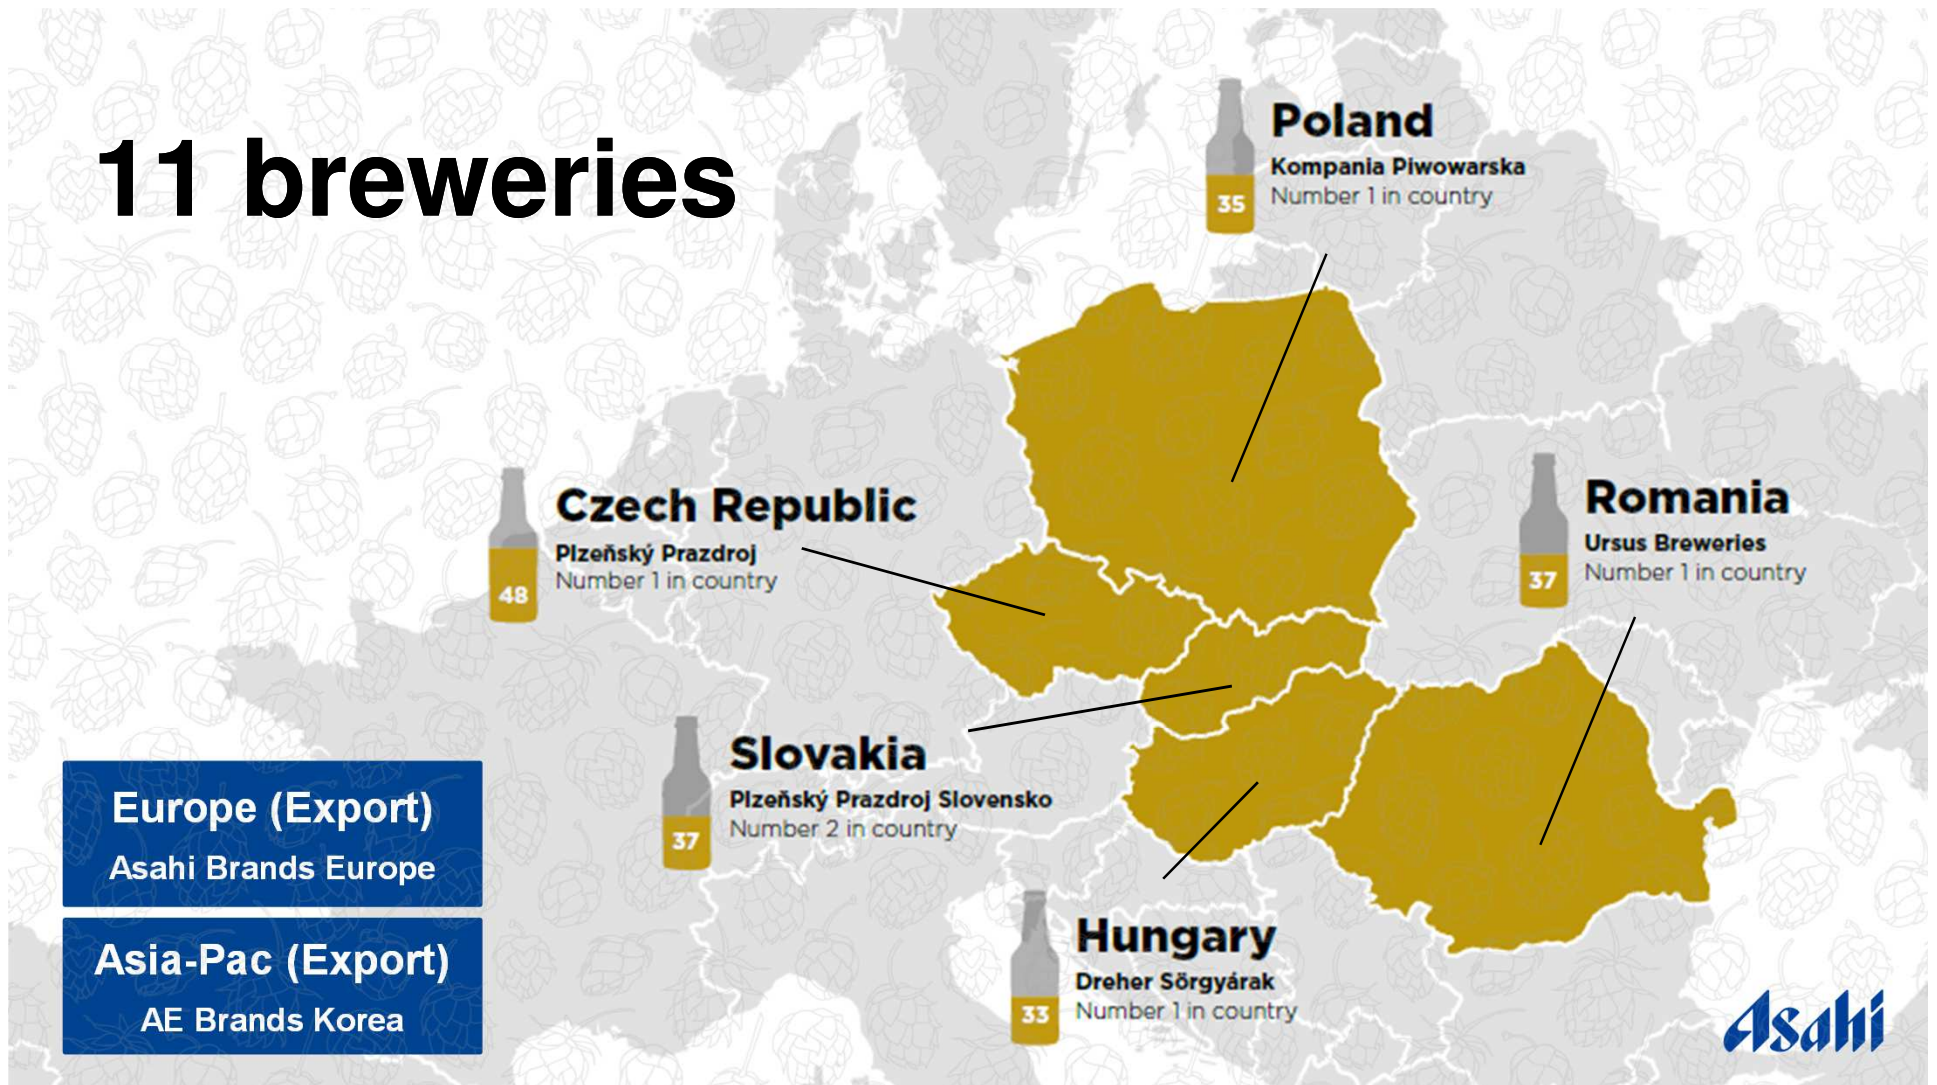 11 breweries
Poland
Kompania Piwowarska
Number 1 in country
35
Czech Republic
Plzeňský Prazdroj
Number 1 in country
48
Romania
Ursus Breweries
Number 1 in country
37
Slovakia
Plzeňský Prazdroj Slovensko
Number 2 in country
37
Hungary
Dreher Sörgyárak
Number 1 in country
33
Europe (Export)
Asahi Brands Europe
Asia-Pac (Export)
AE Brands Korea
Asahi